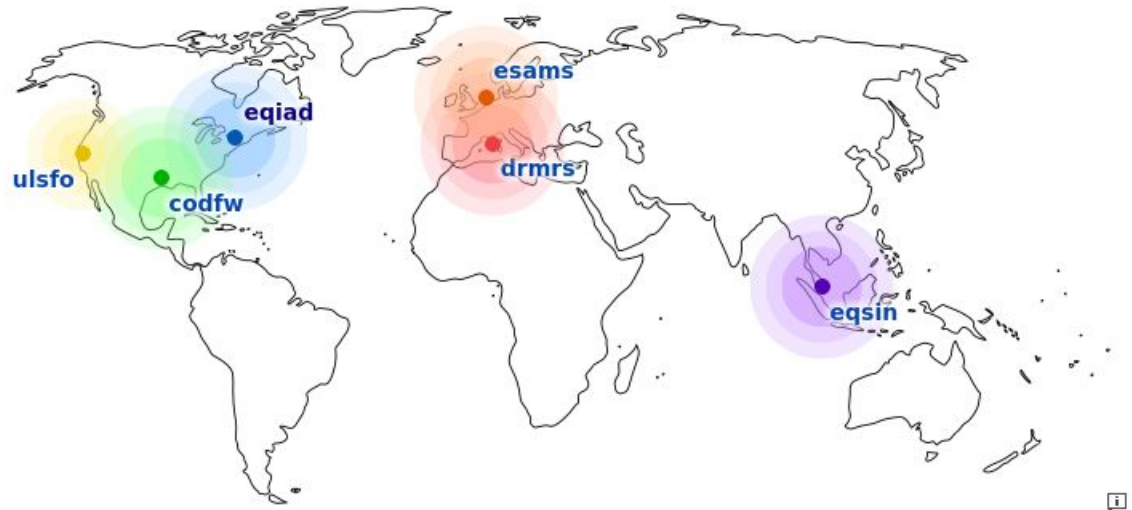 esams
eqiad
drmrs
ulsfo
codfw
eqsin
i